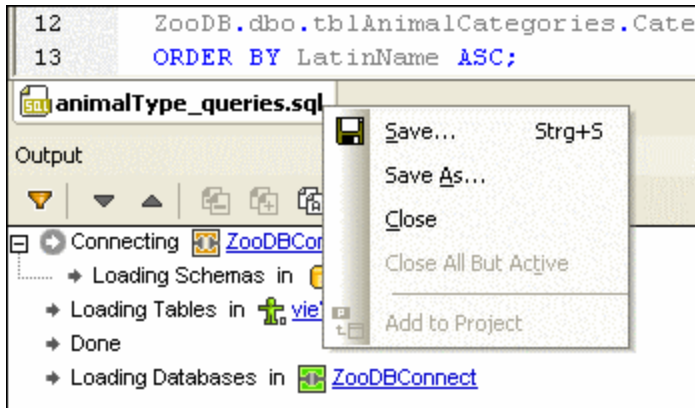 12 ZooDB.dbo.tblAnimalCategories.Cate
13 ORDER BY LatinName ASC;
animalType_queries.sql
Save... Strg+S
Save As...
Close
Close All But Active
Add to Project
Output
Connecting ZooDBCon
Loading Schemas in
Loading Tables in vie
Done
Loading Databases in ZooDBConnect